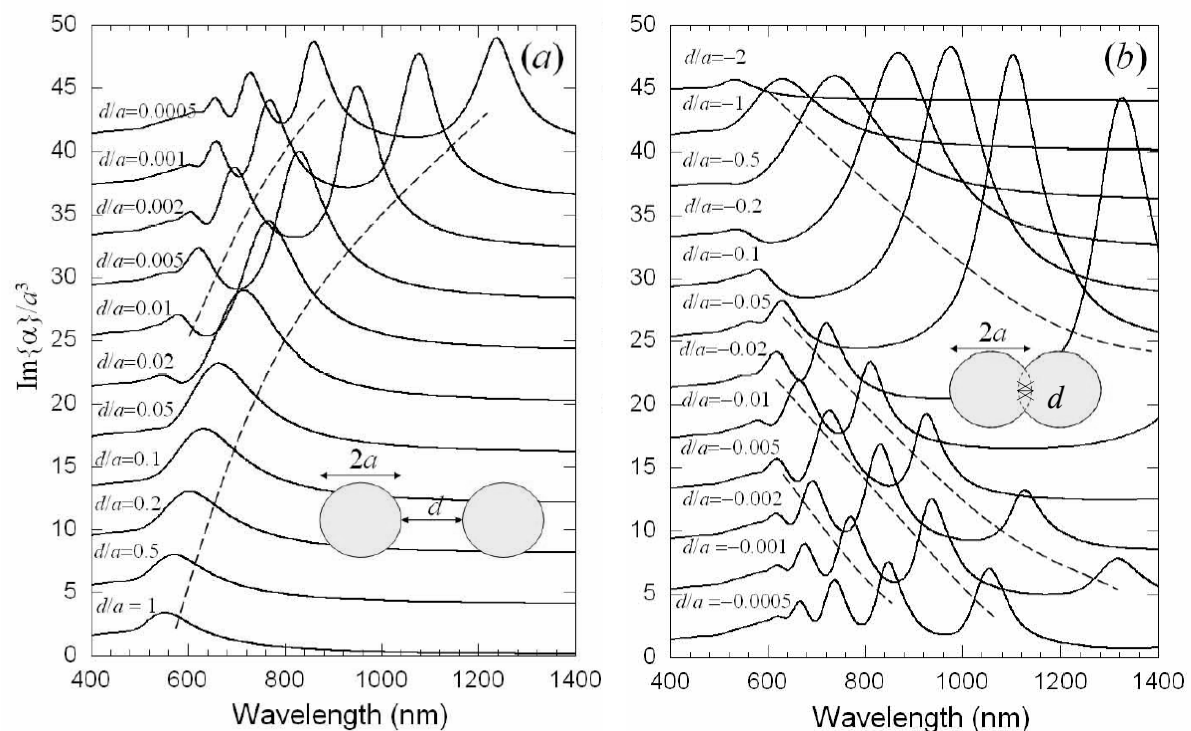 (a)
50
45
40
35
30
25
20
15
10
5
0
Im{α}/a³
d/a=0.0005
d/a=0.001
d/a=0.002
d/a=0.005
d/a=0.01
d/a=0.02
d/a=0.05
d/a=0.1
d/a=0.2
d/a=0.5
d/a = 1
2a
d
400 600 800 1000 1200 1400
Wavelength (nm)
(b)
50
45
40
35
30
25
20
15
10
5
0
d/a=−2
d/a=−1
d/a=−0.5
d/a=−0.2
d/a=−0.1
d/a=−0.05
d/a=−0.02
d/a=−0.01
d/a=−0.005
d/a=−0.002
d/a =−0.001
d/a =−0.0005
2a
d
400 600 800 1000 1200 1400
Wavelength (nm)